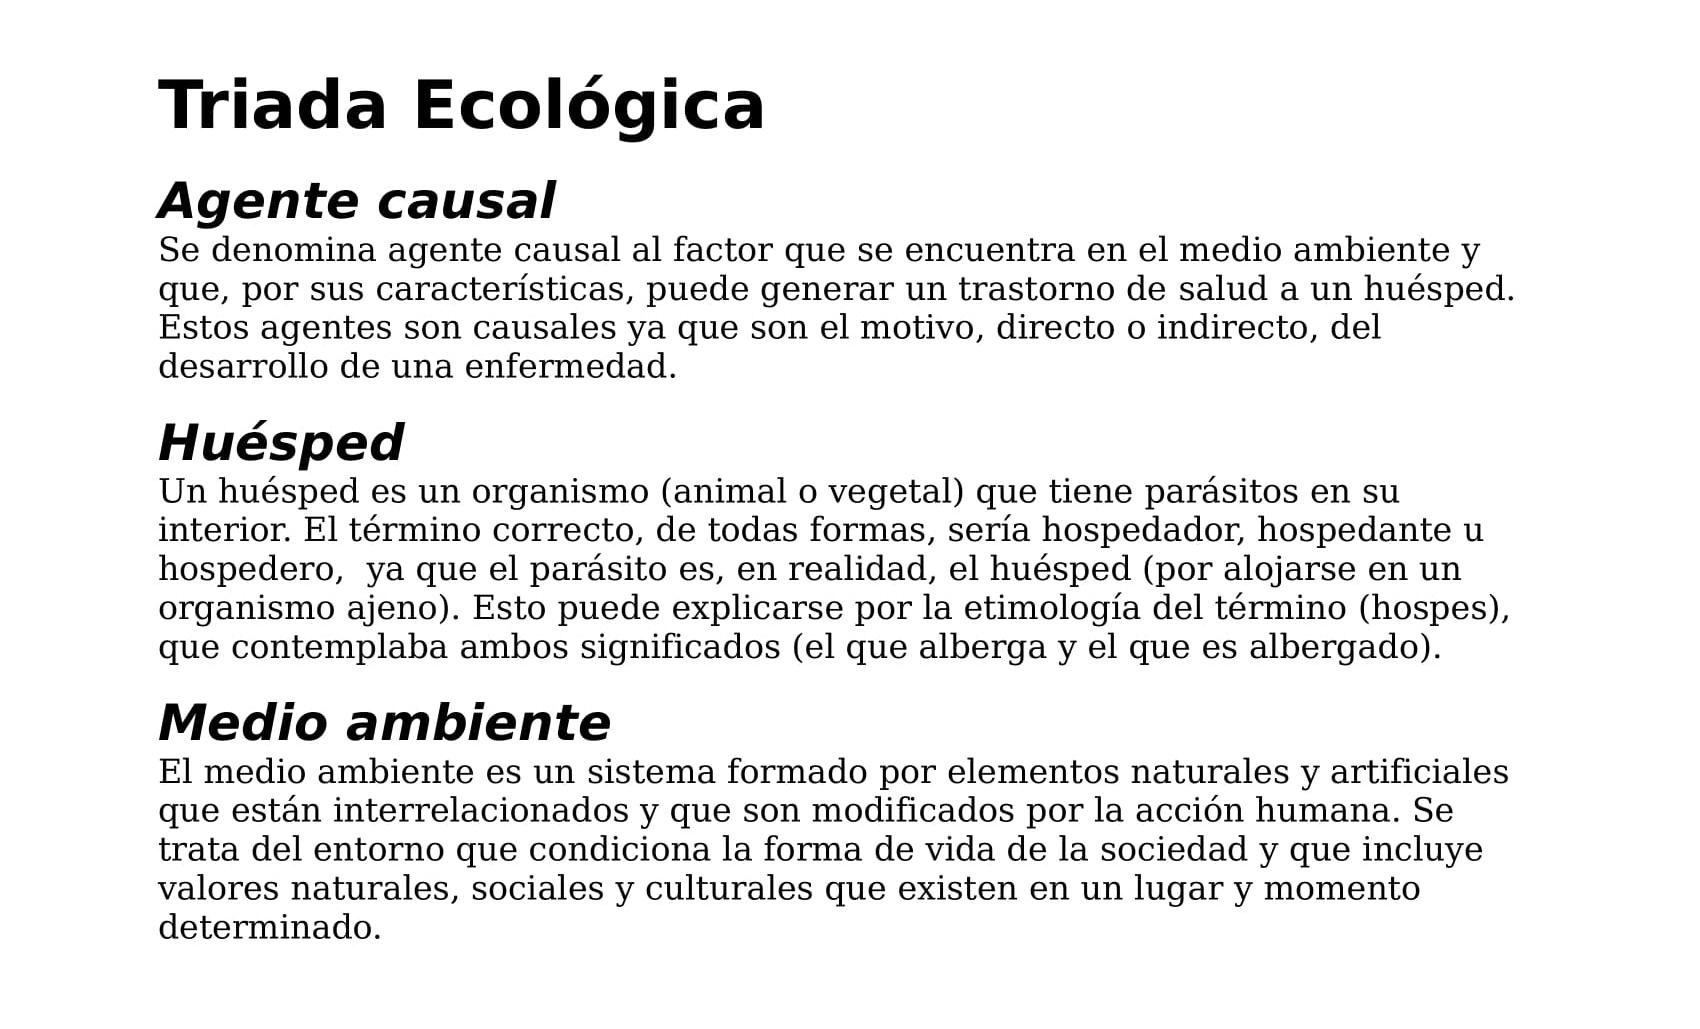 Triada Ecológica
Agente causal
Se denomina agente causal al factor que se encuentra en el medio ambiente y
que, por sus características, puede generar un trastorno de salud a un huésped.
Estos agentes son causales ya que son el motivo, directo o indirecto, del
desarrollo de una enfermedad.
Huésped
Un huésped es un organismo (animal o vegetal) que tiene parásitos en su
interior. El término correcto, de todas formas, sería hospedador, hospedante u
hospedero,  ya que el parásito es, en realidad, el huésped (por alojarse en un
organismo ajeno). Esto puede explicarse por la etimología del término (hospes),
que contemplaba ambos significados (el que alberga y el que es albergado).
Medio ambiente
El medio ambiente es un sistema formado por elementos naturales y artificiales
que están interrelacionados y que son modificados por la acción humana. Se
trata del entorno que condiciona la forma de vida de la sociedad y que incluye
valores naturales, sociales y culturales que existen en un lugar y momento
determinado.